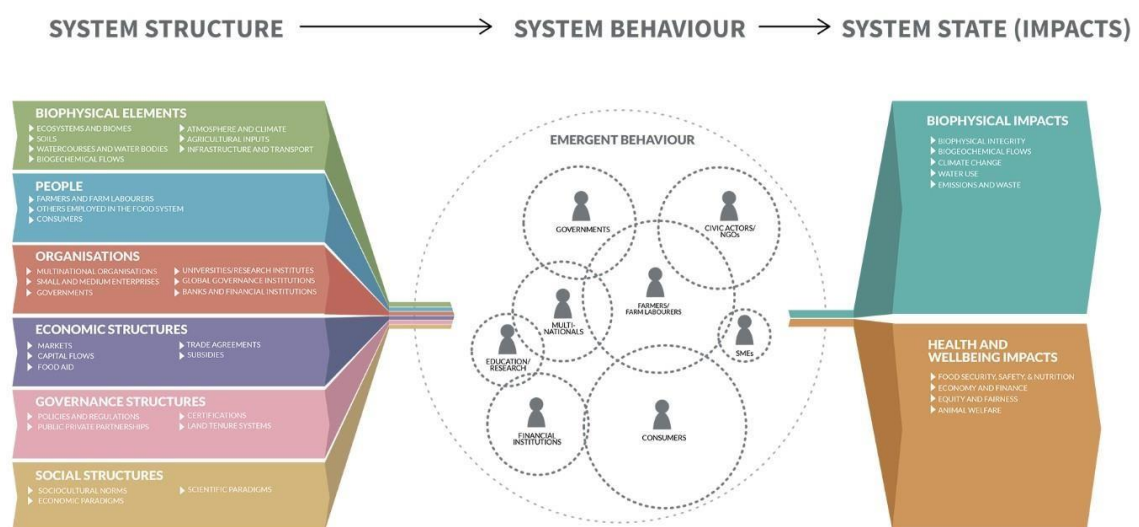 SYSTEM STRUCTURE
SYSTEM BEHAVIOUR
SYSTEM STATE (IMPACTS)
BIOPHYSICAL ELEMENTS
ECOSYSTEMS AND BIOMES
SOILS
WATERCOURSES AND WATER BODIES
BIOGECHEMICAL FLOWS
ATMOSPHERE AND CLIMATE
AGRICULTURAL INPUTS
INFRASTRUCTURE AND TRANSPORT
PEOPLE
FARMERS AND FARM LABOURERS
OTHERS EMPLOYED IN THE FOOD SYSTEM
CONSUMERS
ORGANISATIONS
MULTINATIONAL ORGANISATIONS
SMALL AND MEDIUM ENTERPRISES
GOVERNMENTS
UNIVERSITIES/RESEARCH INSTITUTES
GLOBAL GOVERNANCE INSTITUTIONS
BANKS AND FINANCIAL INSTITUTIONS
ECONOMIC STRUCTURES
MARKETS
CAPITAL FLOWS
FOOD AID
TRADE AGREEMENTS
SUBSIDIES
GOVERNANCE STRUCTURES
POLICIES AND REGULATIONS
PUBLIC PRIVATE PARTNERSHIPS
CERTIFICATIONS
LAND TENURE SYSTEMS
SOCIAL STRUCTURES
SOCIOCULTURAL NORMS
ECONOMIC PARADIGMS
SCIENTIFIC PARADIGMS
EMERGENT BEHAVIOUR
GOVERNMENTS
CIVIC ACTORS/
NGOs
FARMERS/
FARM LABOURERS
MULTI-
NATIONALS
SMEs
EDUCATION/
RESEARCH
FINANCIAL
INSTITUTIONS
CONSUMERS
BIOPHYSICAL IMPACTS
BIOPHYSICAL INTEGRITY
BIOGEOCHEMICAL FLOWS
CLIMATE CHANGE
WATER USE
EMISSIONS AND WASTE
HEALTH AND
WELLBEING IMPACTS
FOOD SECURITY, SAFETY, & NUTRITION
ECONOMY AND FINANCE
EQUITY AND FAIRNESS
ANIMAL WELFARE